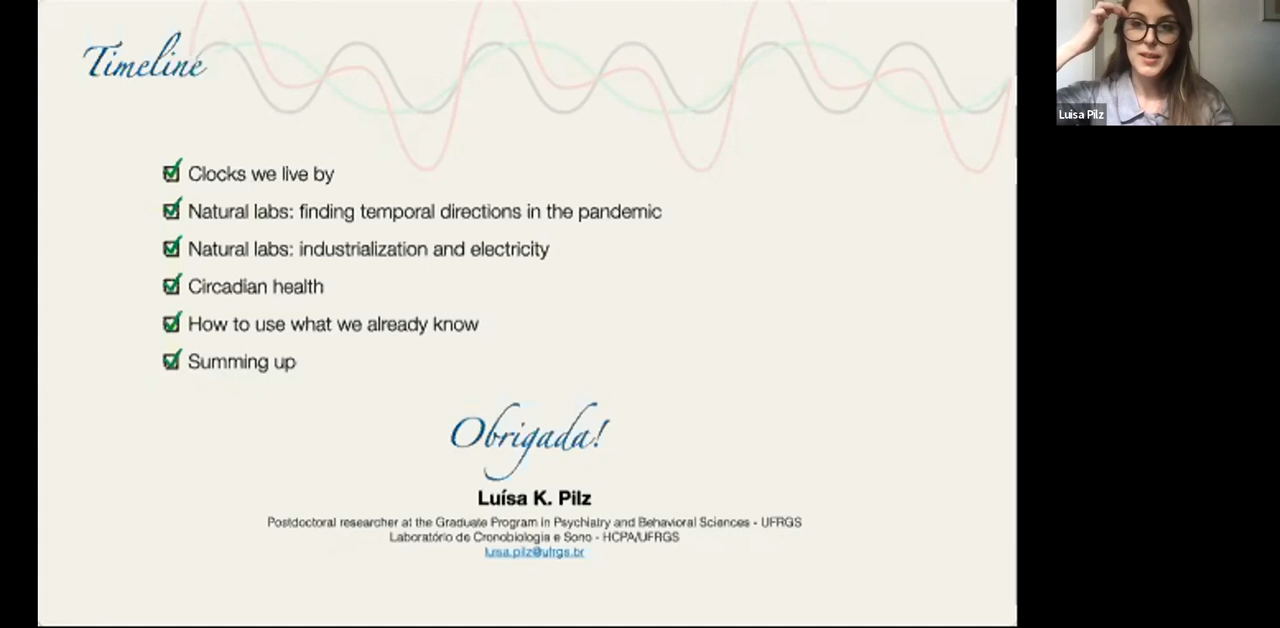 Timeline
Luisa Pilz
Clocks we live by
Natural labs: finding temporal directions in the pandemic
Natural labs: industrialization and electricity
Circadian health
How to use what we already know
Summing up
Obrigada!
Luísa K. Pilz
Postdoctoral researcher at the Graduate Program in Psychiatry and Behavioral Sciences - UFRGS
Laboratório de Cronobiologia e Sono - HCPA/UFRGS
luisa.pilz@ufrgs.br